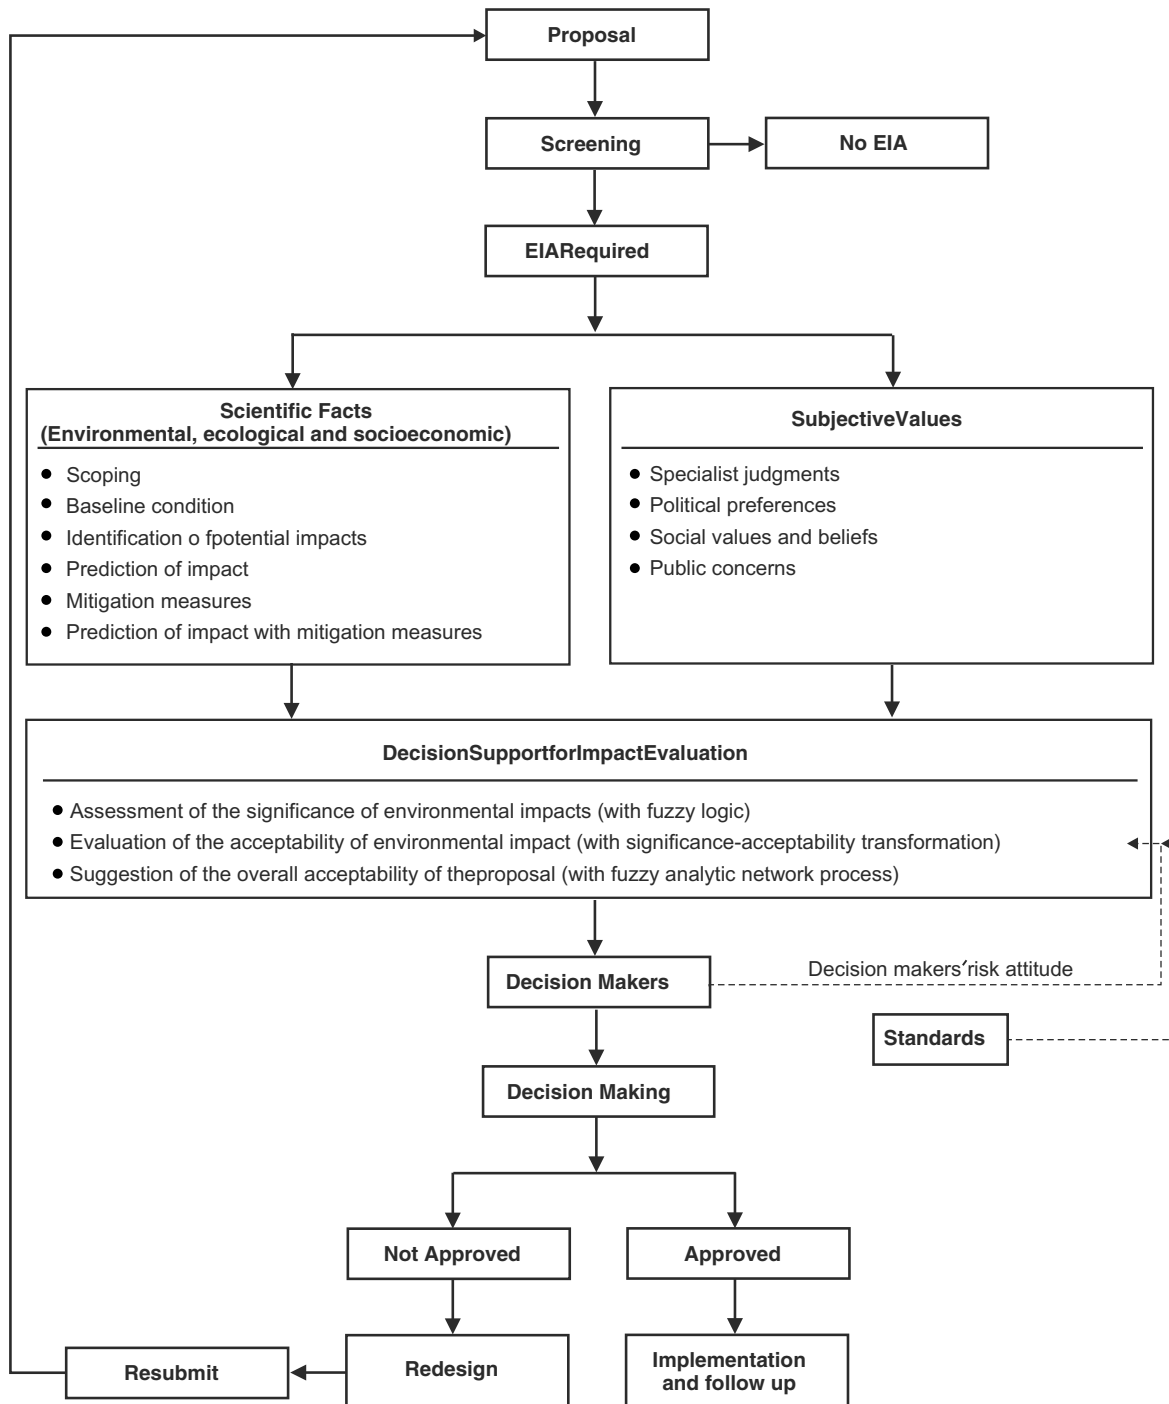 Proposal
Screening
No EIA
EIARequired
Scientific Facts
(Environmental, ecological and socioeconomic)
● Scoping
● Baseline condition
● Identification o fpotential impacts
● Prediction of impact
● Mitigation measures
● Prediction of impact with mitigation measures
SubjectiveValues
● Specialist judgments
● Political preferences
● Social values and beliefs
● Public concerns
DecisionSupportforImpactEvaluation
● Assessment of the significance of environmental impacts (with fuzzy logic)
● Evaluation of the acceptability of environmental impact (with significance-acceptability transformation)
● Suggestion of the overall acceptability of theproposal (with fuzzy analytic network process)
Decision Makers
Decision makers′risk attitude
Standards
Decision Making
Not Approved
Approved
Resubmit
Redesign
Implementation
and follow up